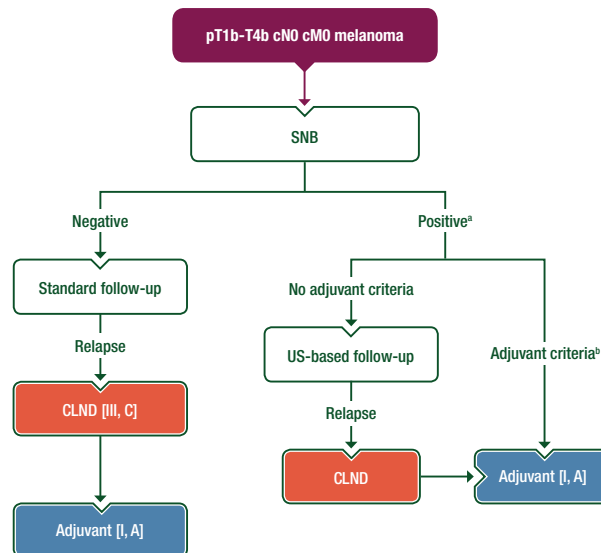 pT1b-T4b cN0 cM0 melanoma
SNB
Negative
Positiveᵃ
Standard follow-up
No adjuvant criteria
Relapse
US-based follow-up
Adjuvant criteriaᵇ
CLND [III, C]
Relapse
CLND
Adjuvant [I, A]
Adjuvant [I, A]